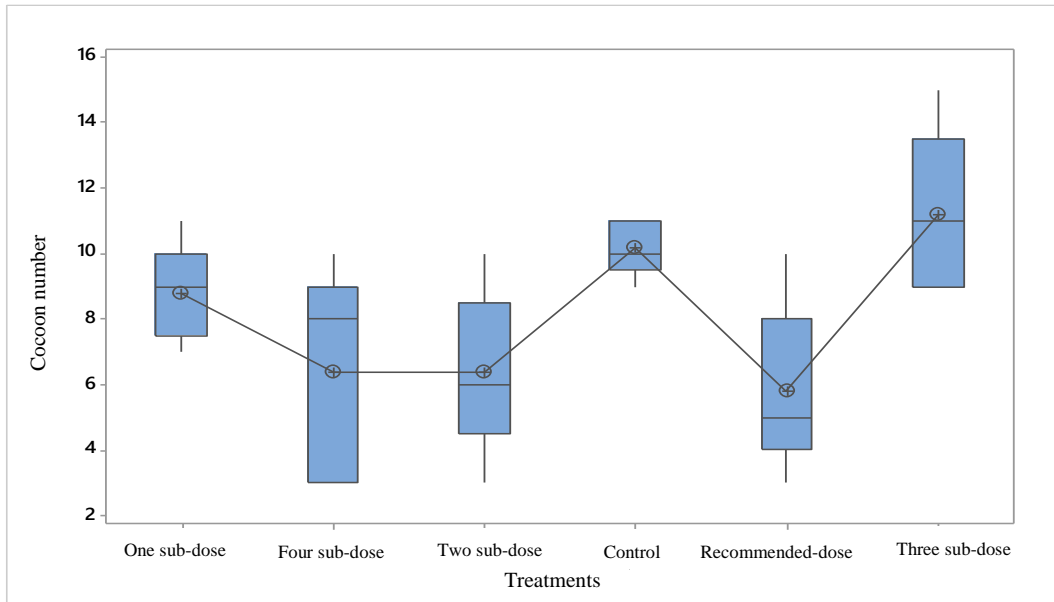 16
14
12
10
8
6
4
2
Cocoon number
One sub-dose Four sub-dose Two sub-dose Control Recommended-dose Three sub-dose
Treatments